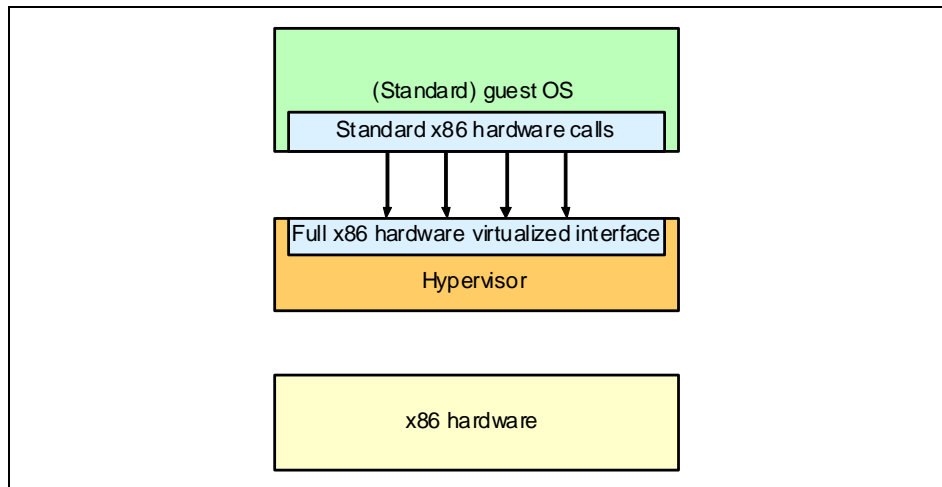 (Standard) guest OS
Standard x86 hardware calls
Full x86 hardware virtualized interface
Hypervisor
x86 hardware